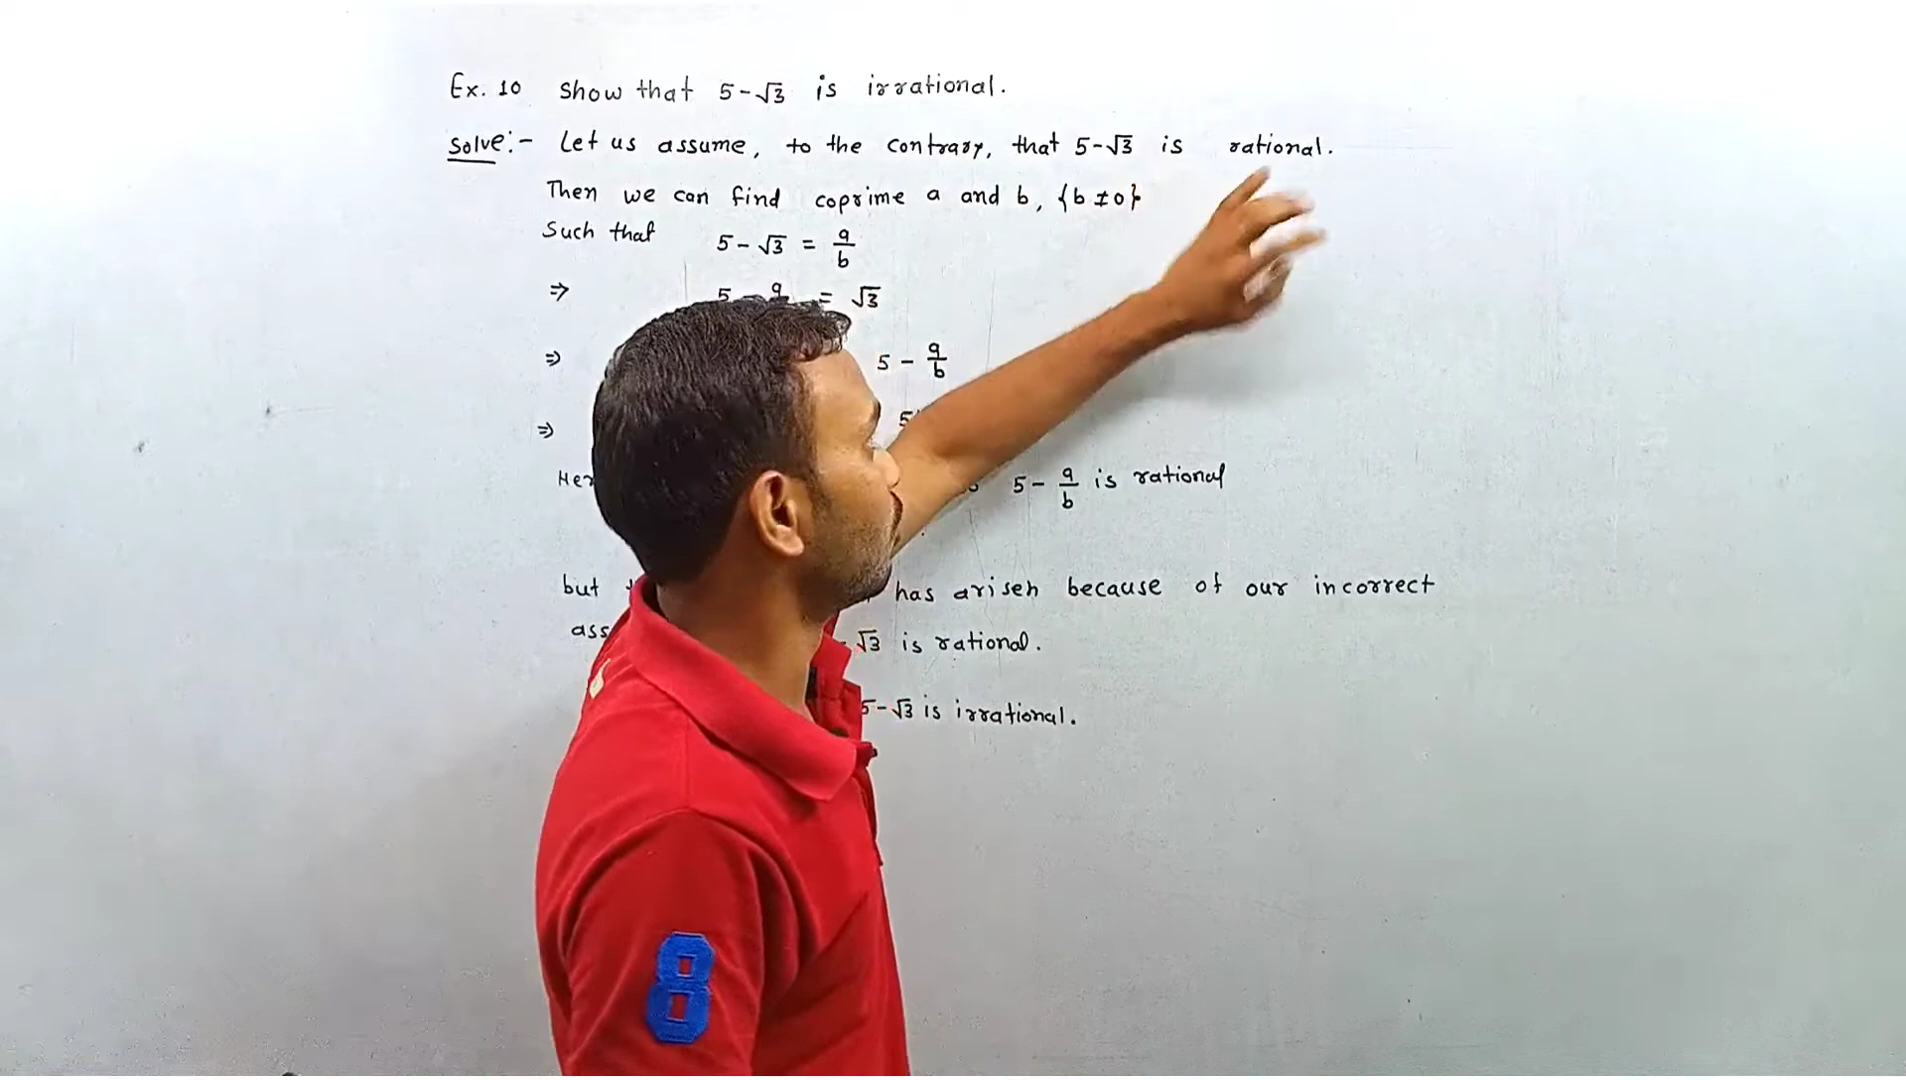 Ex. 10 Show that 5-√3 is irrational.
Solve:- Let us assume, to the contrary, that 5-√3 is rational.
Then we can find coprime a and b, {b≠0}
Such that 5-√3 = a/b
⇒ 5 - a = √3
⇒ 5 - a/b
⇒ 5
5 - a/b is rational
but has arisen because of our incorrect
√3 is rational.
5-√3 is irrational.
8